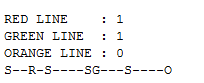 RED LINE    : 1
GREEN LINE  : 1
ORANGE LINE : 0
S--R-S----SG---S----O